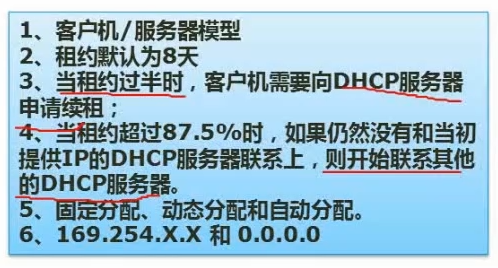 1、客户机/服务器模型
2、租约默认为8天
3、当租约过半时，客户机需要向DHCP服务器
申请续租；
4、当租约超过87.5%时，如果仍然没有和当初
提供IP的DHCP服务器联系上，则开始联系其他
的DHCP服务器。
5、固定分配、动态分配和自动分配。
6、169.254.X.X 和 0.0.0.0